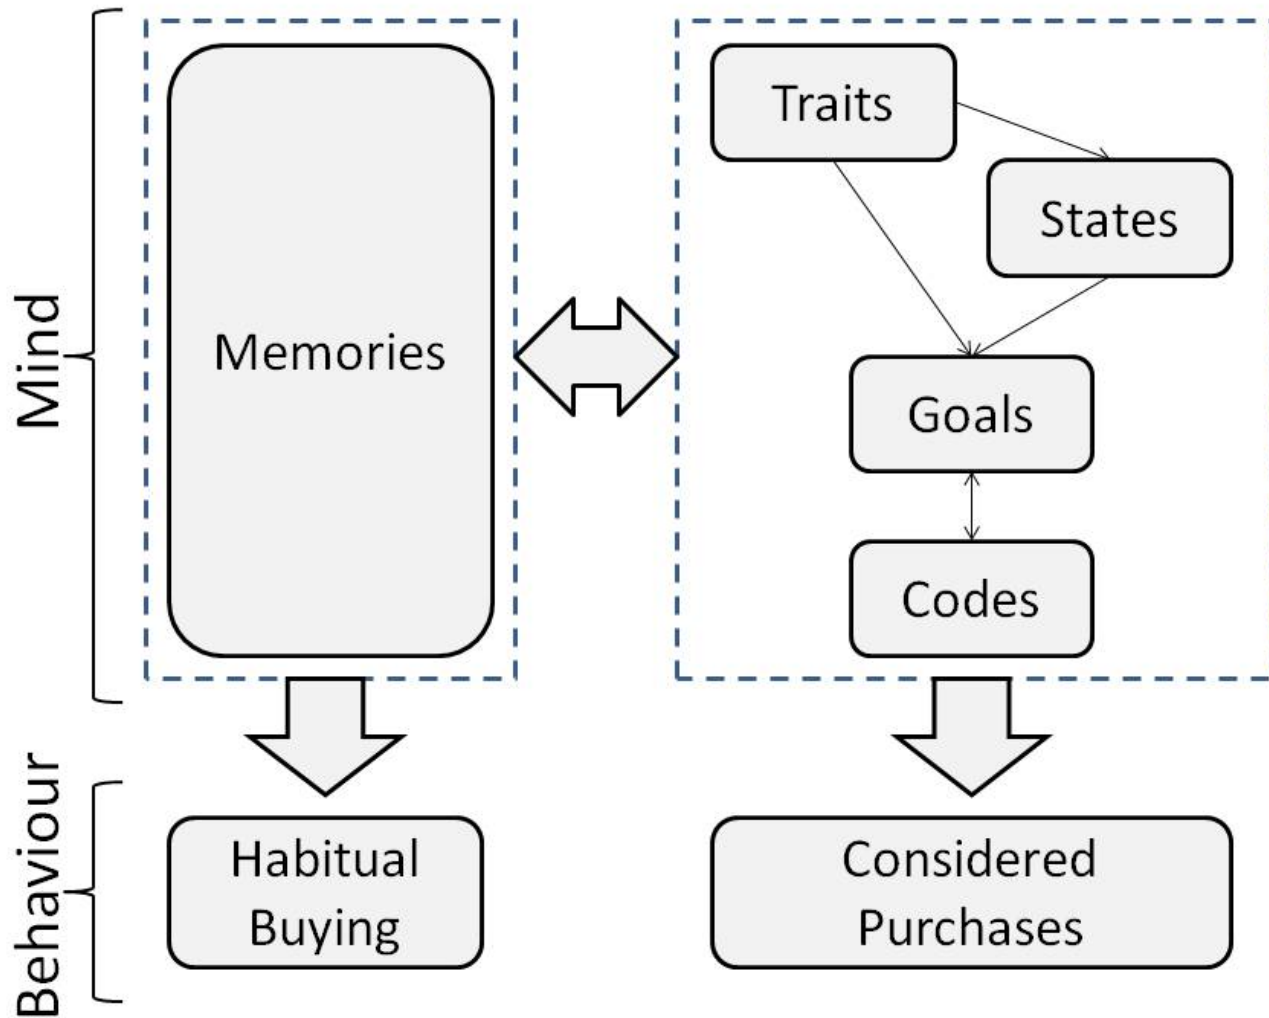 Mind
Memories
Traits
States
Goals
Codes
Behaviour
Habitual
Buying
Considered
Purchases